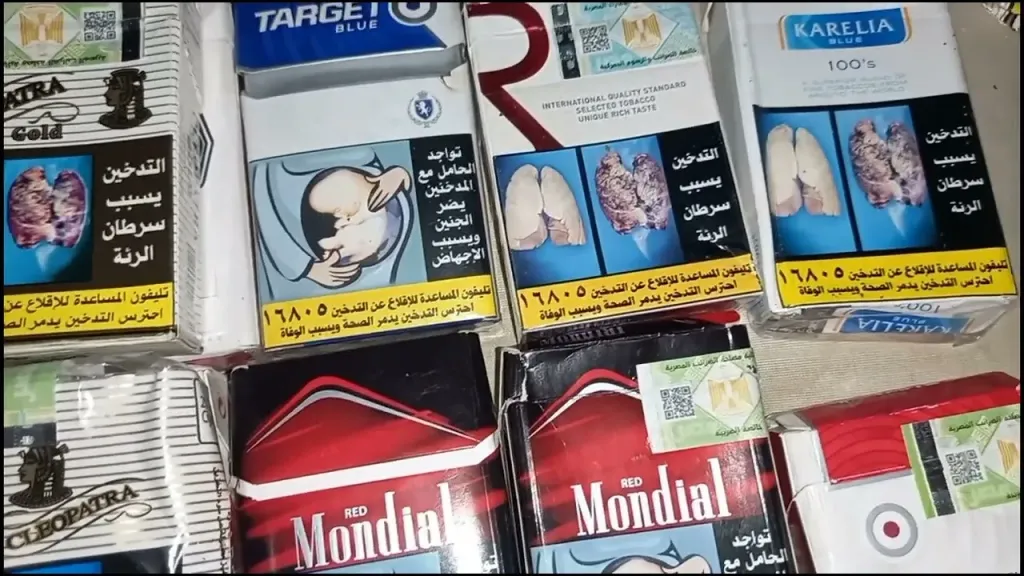 TARGET
BLUE
KARELIA
BLUE
100's
INTERNATIONAL QUALITY STANDARD
SELECTED TOBACCO
UNIQUE RICH TASTE
Gold
التدخين
يسبب
سرطان
الرئة
تواجد
الحامل مع
المدخنين
يضر
الجنين
ويسبب
الإجهاض
التدخين
يسبب
سرطان
الرئة
التدخين
يسبب
سرطان
الرئة
تليفون المساعدة للإقلاع عن
احترس التدخين يدمر
تليفون المساعدة للإقلاع عن التدخين ١٦٨٠٥
احترس التدخين يدمر الصحة ويسبب الوفاة
تليفون المساعدة للإقلاع عن التدخين ١٦٨٠٥
احترس التدخين يدمر الصحة ويسبب الوفاة
تليفون المساعدة للإقلاع عن التدخين ١٦٨٠٥
احترس التدخين يدمر الصحة ويسبب الوفاة
100's
KARELIA
CLEOPATRA
RED
Mondial
RED
Mondial
تواجد
الحامل مع